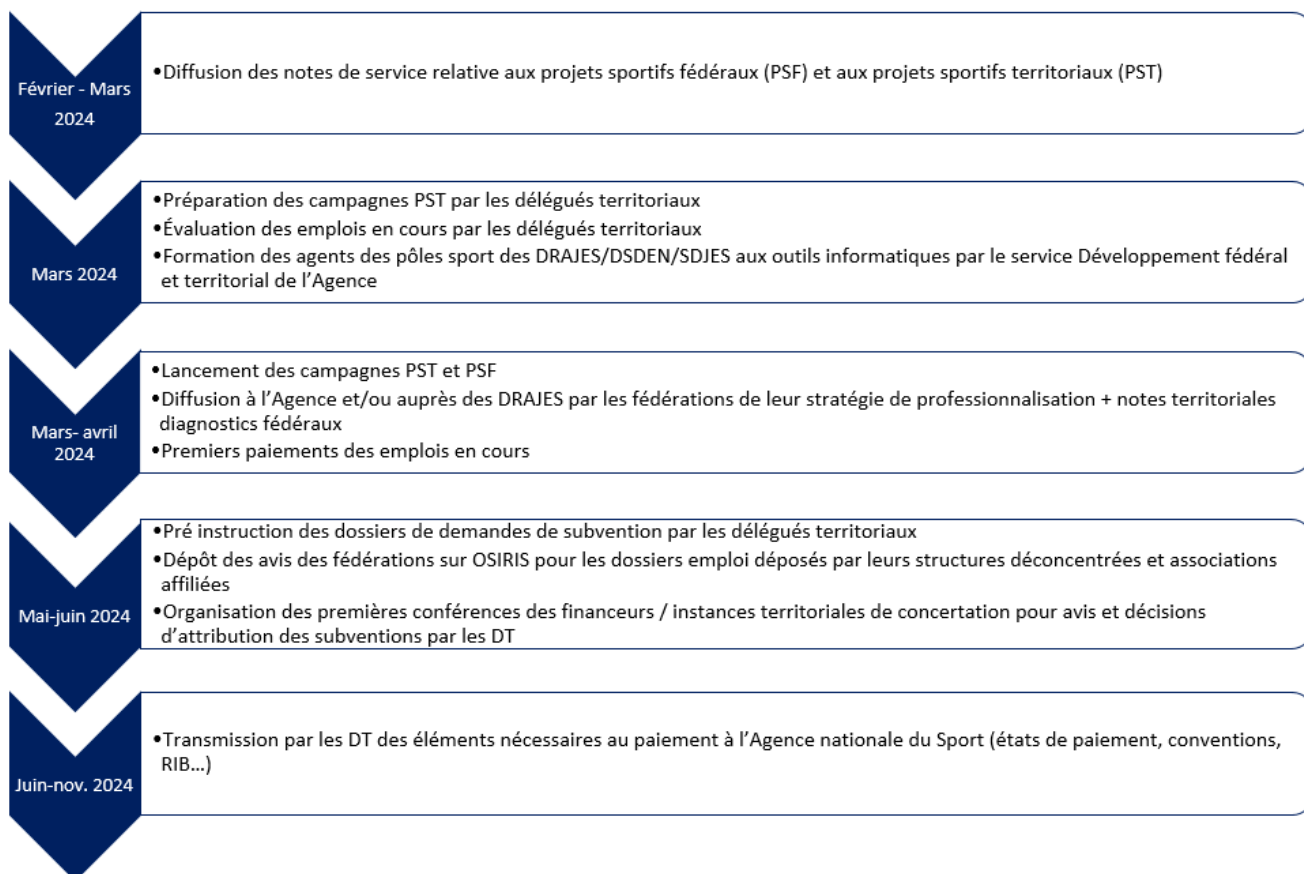 Février - Mars
2024
•Diffusion des notes de service relative aux projets sportifs fédéraux (PSF) et aux projets sportifs territoriaux (PST)
Mars 2024
•Préparation des campagnes PST par les délégués territoriaux
•Évaluation des emplois en cours par les délégués territoriaux
•Formation des agents des pôles sport des DRAJES/DSDEN/SDJES aux outils informatiques par le service Développement fédéral
et territorial de l’Agence
Mars- avril
2024
•Lancement des campagnes PST et PSF
•Diffusion à l’Agence et/ou auprès des DRAJES par les fédérations de leur stratégie de professionnalisation + notes territoriales
diagnostics fédéraux
•Premiers paiements des emplois en cours
Mai-juin 2024
•Pré instruction des dossiers de demandes de subvention par les délégués territoriaux
•Dépôt des avis des fédérations sur OSIRIS pour les dossiers emploi déposés par leurs structures déconcentrées et associations
affiliées
•Organisation des premières conférences des financeurs / instances territoriales de concertation pour avis et décisions
d’attribution des subventions par les DT
Juin-nov. 2024
•Transmission par les DT des éléments nécessaires au paiement à l’Agence nationale du Sport (états de paiement, conventions,
RIB…)